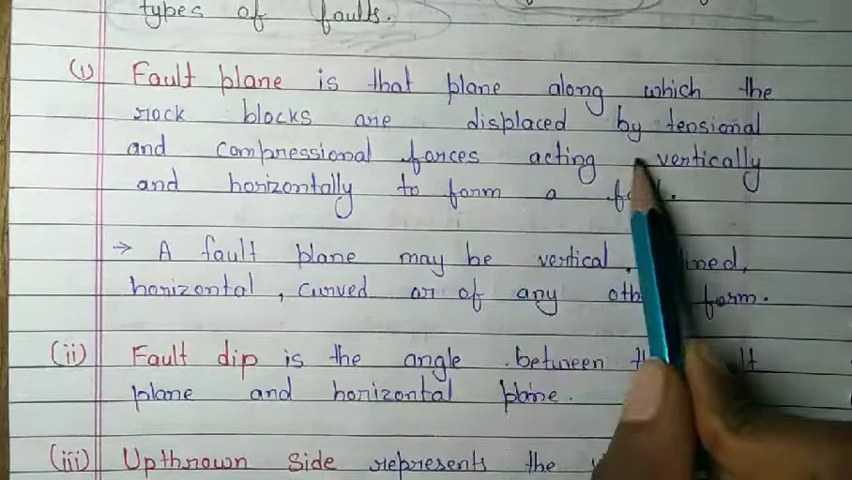 types of faults.
(i) Fault plane is that plane along which the
rock blocks are displaced by tensional
and compressional forces acting vertically
and horizontally to form a
→ A fault plane may be vertical,
horizontal, curved or of any form.
(ii) Fault dip is the angle between
plane and horizontal plane.
(iii) Upthrown side represents the